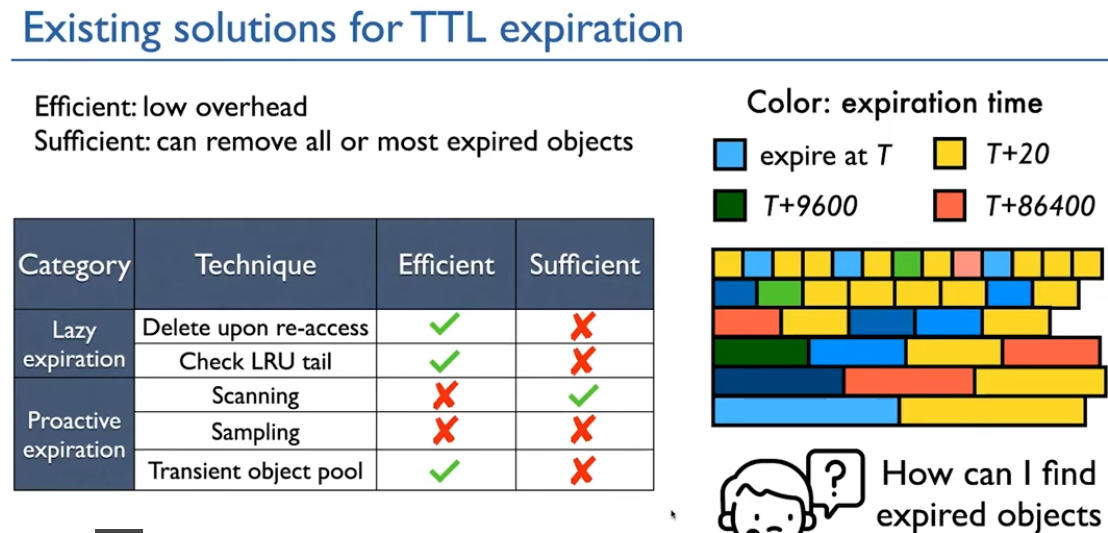 Existing solutions for TTL expiration
Efficient: low overhead
Sufficient: can remove all or most expired objects
Category Technique Efficient Sufficient
Lazy expiration
Delete upon re-access ✓ ✗
Check LRU tail ✓ ✗
Proactive expiration
Scanning ✗ ✓
Sampling ✗ ✗
Transient object pool ✓ ✗
Color: expiration time
expire at T
T+20
T+9600
T+86400
?
How can I find
expired objects